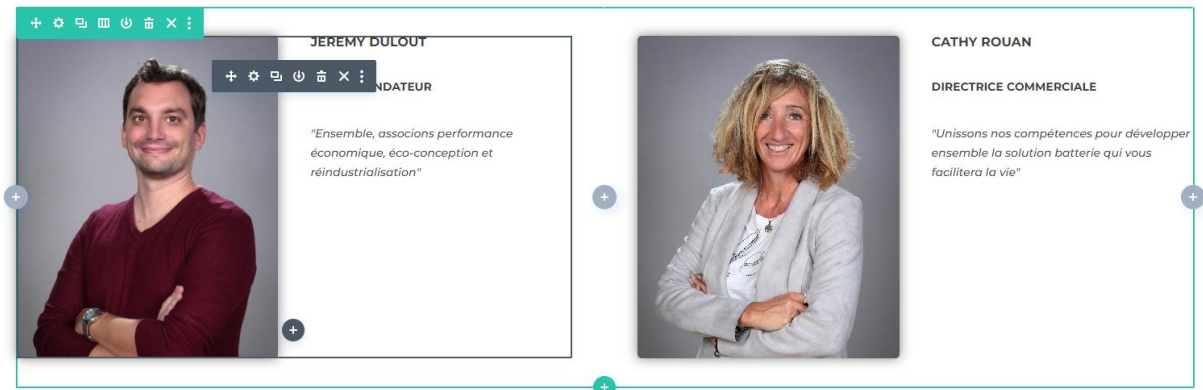 JEREMY DULOUT
NDATEUR
"Ensemble, associons performance
économique, éco-conception et
réindustrialisation"
CATHY ROUAN
DIRECTRICE COMMERCIALE
"Unissons nos compétences pour développer
ensemble la solution batterie qui vous
facilitera la vie"